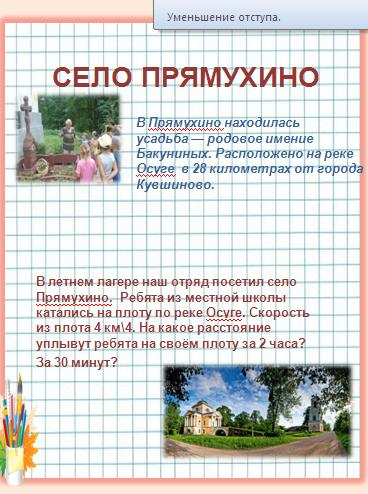 Уменьшение отступа.
СЕЛО ПРЯМУХИНО
В Прямухино находилась
усадьба — родовое имение
Бакуниных. Расположено на реке
Осуге в 28 километрах от города
Кувшиново.
В летнем лагере наш отряд посетил село
Прямухино. Ребята из местной школы
катались на плоту по реке Осуге. Скорость
из плота 4 км\4. На какое расстояние
уплывут ребята на своём плоту за 2 часа?
За 30 минут?